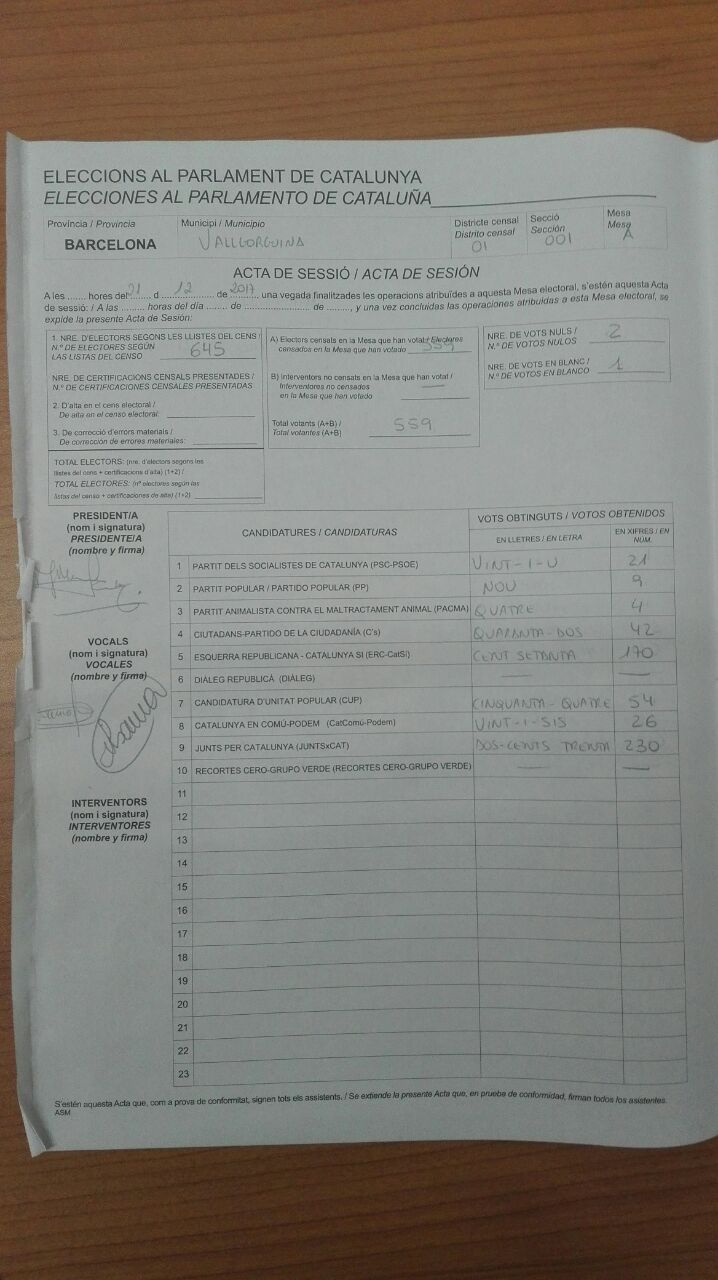 ELECCIONS AL PARLAMENT DE CATALUNYA
ELECCIONES AL PARLAMENTO DE CATALUÑA
Província / Provincia
BARCELONA
Municipi / Municipio
VALLGORGUINA
Districte censal
Distrito censal
01
Secció
Sección
001
Mesa
Mesa
A
ACTA DE SESSIÓ / ACTA DE SESIÓN
A les ....... hores del 21 d 12 de 2017 una vegada finalitzades les operacions atribuïdes a aquesta Mesa electoral, s'estén aquesta Acta
de sessió: / A las ......... hores del día ........ de ........................ de ........, y una vez concluidas las operaciones atribuidas a esta Mesa electoral, se
expide la presente Acta de Sesión:
1. NRE. D'ELECTORS SEGONS LES LLISTES DEL CENS /
N.º DE ELECTORES SEGÚN
LAS LISTAS DEL CENSO
645
NRE. DE CERTIFICACIONS CENSALS PRESENTADES /
N.º DE CERTIFICACIONES CENSALES PRESENTADAS
2. D'alta en el cens electoral /
De alta en el censo electoral:
3. De correcció d'errors materials /
De corrección de errores materiales:
TOTAL ELECTORS: (nre. d'electors segons les
llistes del cens + certificacions d'alta) (1+2) /
TOTAL ELECTORES: (nº electores según las
listas del censo + certificaciones de alta) (1+2)
A) Electors censats en la Mesa que han votat / Electores
censados en la Mesa que han votado 559
B) Interventors no censats en la Mesa que han votat /
Interventores no censados
en la Mesa que han votado
Total votants (A+B) /
Total votantes (A+B)
559
NRE. DE VOTS NULS /
N.º DE VOTOS NULOS
2
NRE. DE VOTS EN BLANC /
N.º DE VOTOS EN BLANCO
1
PRESIDENT/A
(nom i signatura)
PRESIDENTE/A
(nombre y firma)
VOCALS
(nom i signatura)
VOCALES
(nombre y firma)
INTERVENTORS
(nom i signatura)
INTERVENTORES
(nombre y firma)
CANDIDATURES / CANDIDATURAS
VOTS OBTINGUTS / VOTOS OBTENIDOS
EN LLETRES / EN LETRA
EN XIFRES / EN NÚM.
1 PARTIT DELS SOCIALISTES DE CATALUNYA (PSC-PSOE) VINT-I-U 21
2 PARTIT POPULAR / PARTIDO POPULAR (PP) NOU 9
3 PARTIT ANIMALISTA CONTRA EL MALTRACTAMENT ANIMAL (PACMA) QUATRE 4
4 CIUTADANS-PARTIDO DE LA CIUDADANÍA (C's) QUARANTA-DOS 42
5 ESQUERRA REPUBLICANA - CATALUNYA SI (ERC-CatSí) CENT SETANTA 170
6 DIÀLEG REPUBLICÀ (DIÀLEG) — —
7 CANDIDATURA D'UNITAT POPULAR (CUP) CINQUANTA-QUATRE 54
8 CATALUNYA EN COMÚ-PODEM (CatComú-Podem) VINT-I-SIS 26
9 JUNTS PER CATALUNYA (JUNTSxCAT) DOS-CENTS TRENTA 230
10 RECORTES CERO-GRUPO VERDE (RECORTES CERO-GRUPO VERDE) — —
11
12
13
14
15
16
17
18
19
20
21
22
23
S'estén aquesta Acta que, com a prova de conformitat, signen tots els assistents. / Se extiende la presente Acta que, en prueba de conformidad, firman todos los asistentes.
ASM